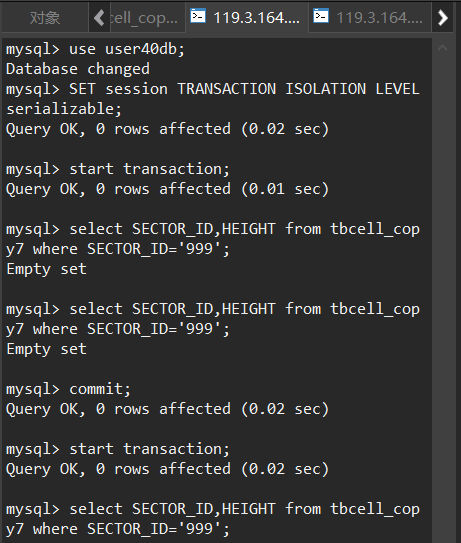 对象
cell_cop...
119.3.164....
119.3.164....
mysql> use user40db;
Database changed
mysql> SET session TRANSACTION ISOLATION LEVEL
serializable;
Query OK, 0 rows affected (0.02 sec)
mysql> start transaction;
Query OK, 0 rows affected (0.01 sec)
mysql> select SECTOR_ID,HEIGHT from tbcell_cop
y7 where SECTOR_ID='999';
Empty set
mysql> select SECTOR_ID,HEIGHT from tbcell_cop
y7 where SECTOR_ID='999';
Empty set
mysql> commit;
Query OK, 0 rows affected (0.02 sec)
mysql> start transaction;
Query OK, 0 rows affected (0.02 sec)
mysql> select SECTOR_ID,HEIGHT from tbcell_cop
y7 where SECTOR_ID='999';